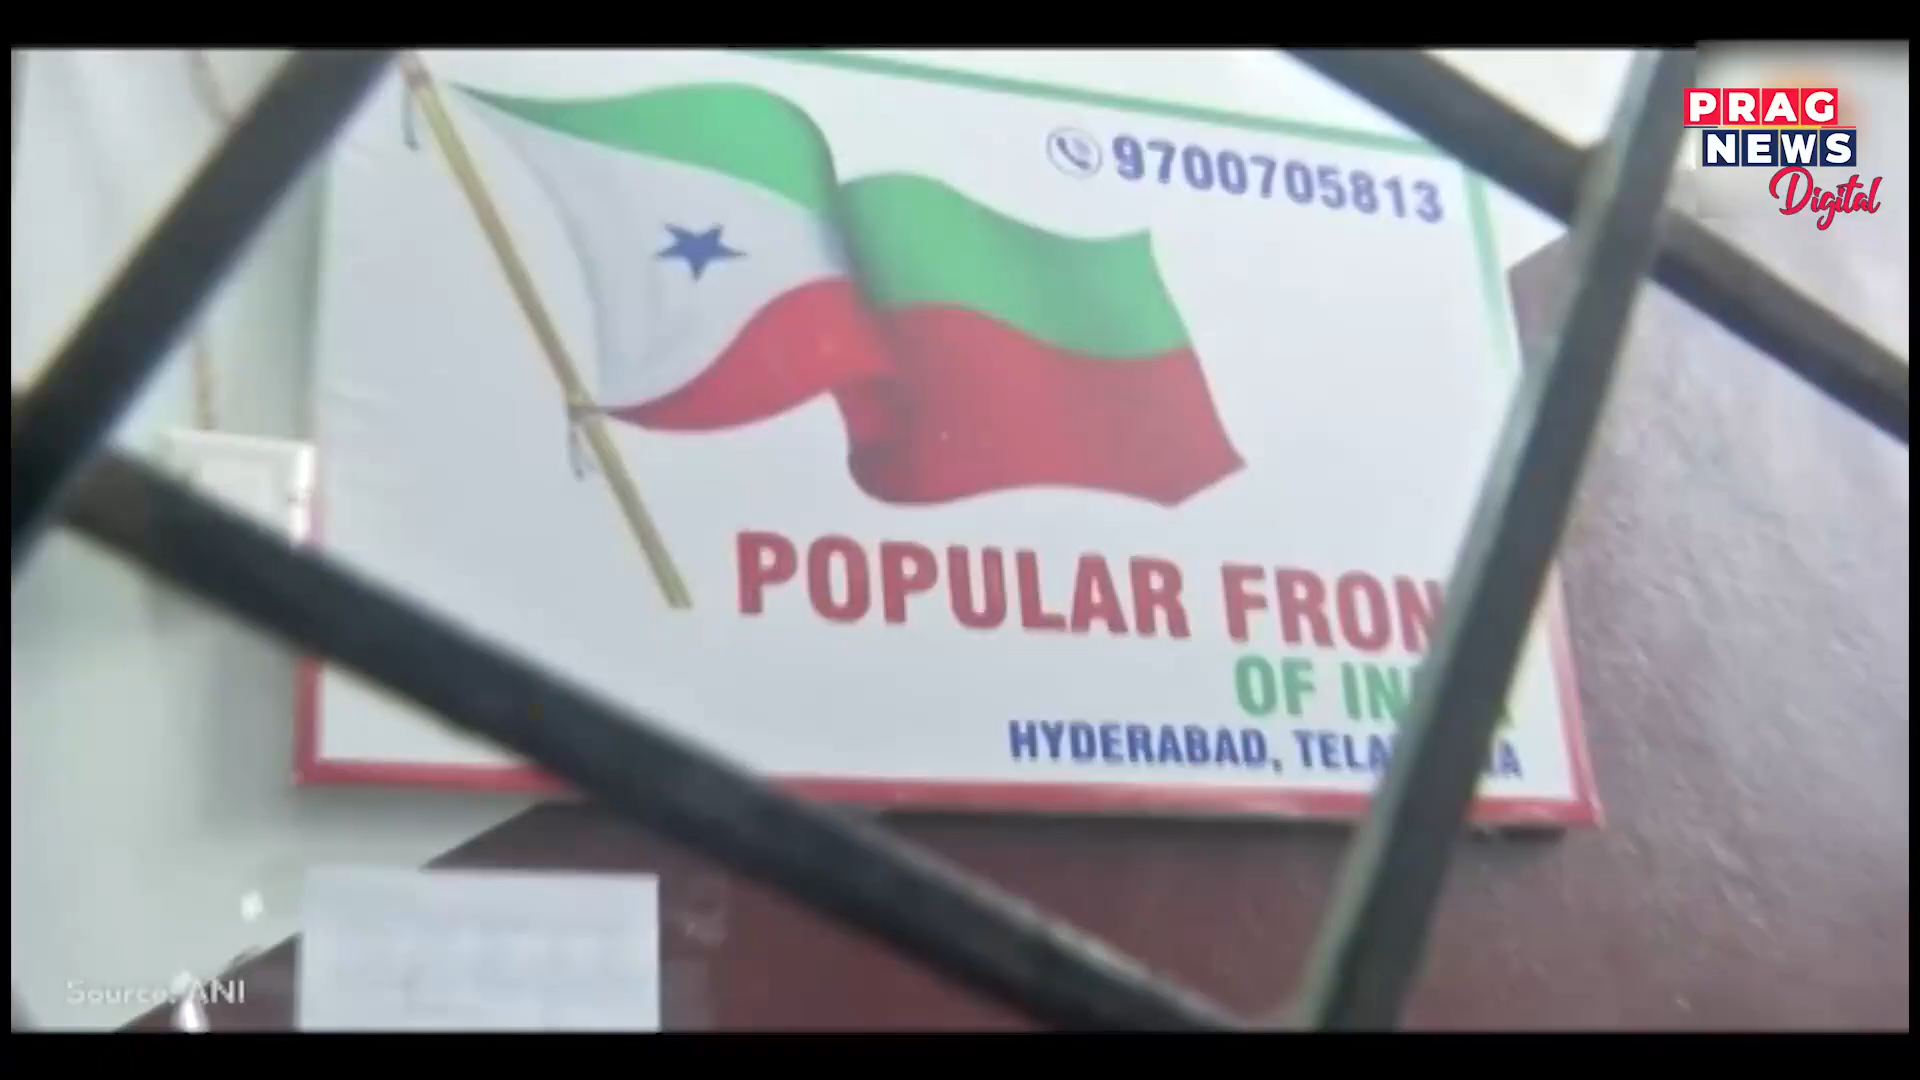 PRAG
NEWS
Digital
9700705813
POPULAR FRON
OF IN
HYDERABAD, TELA
Source: ANI